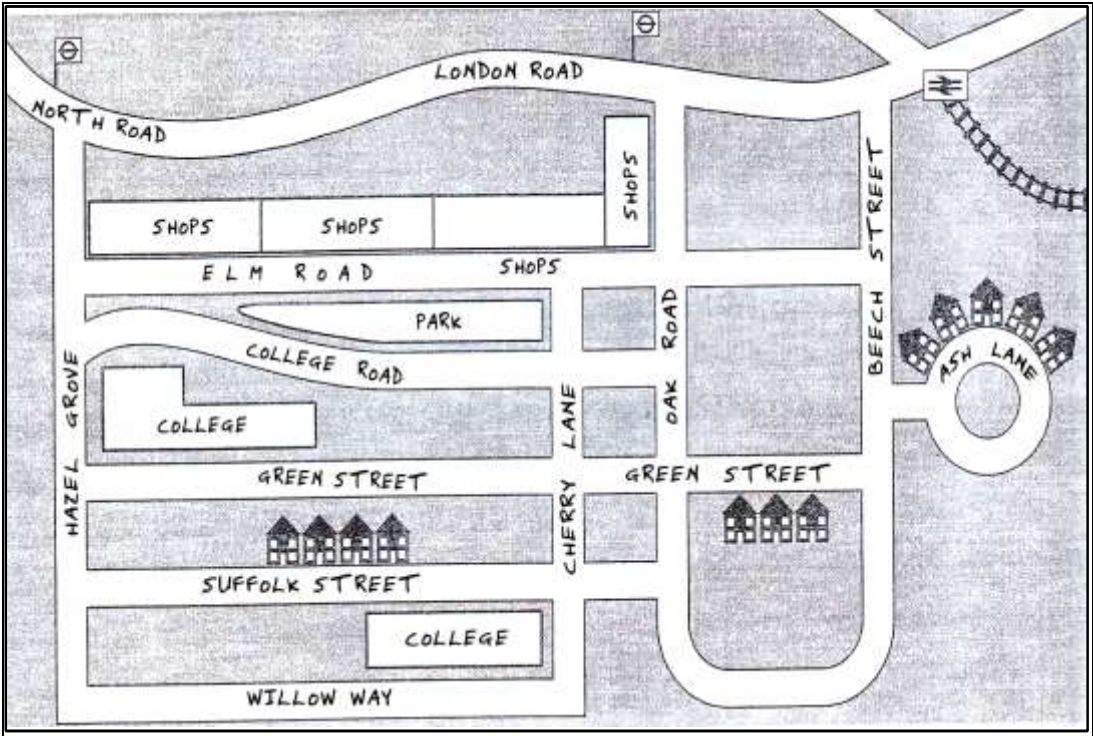 LONDON ROAD
NORTH ROAD
SHOPS
SHOPS
SHOPS
SHOPS
ELM ROAD
BEECH STREET
PARK
OAK ROAD
COLLEGE ROAD
ASH LANE
HAZEL GROVE
COLLEGE
CHERRY LANE
GREEN STREET
GREEN STREET
SUFFOLK STREET
COLLEGE
WILLOW WAY